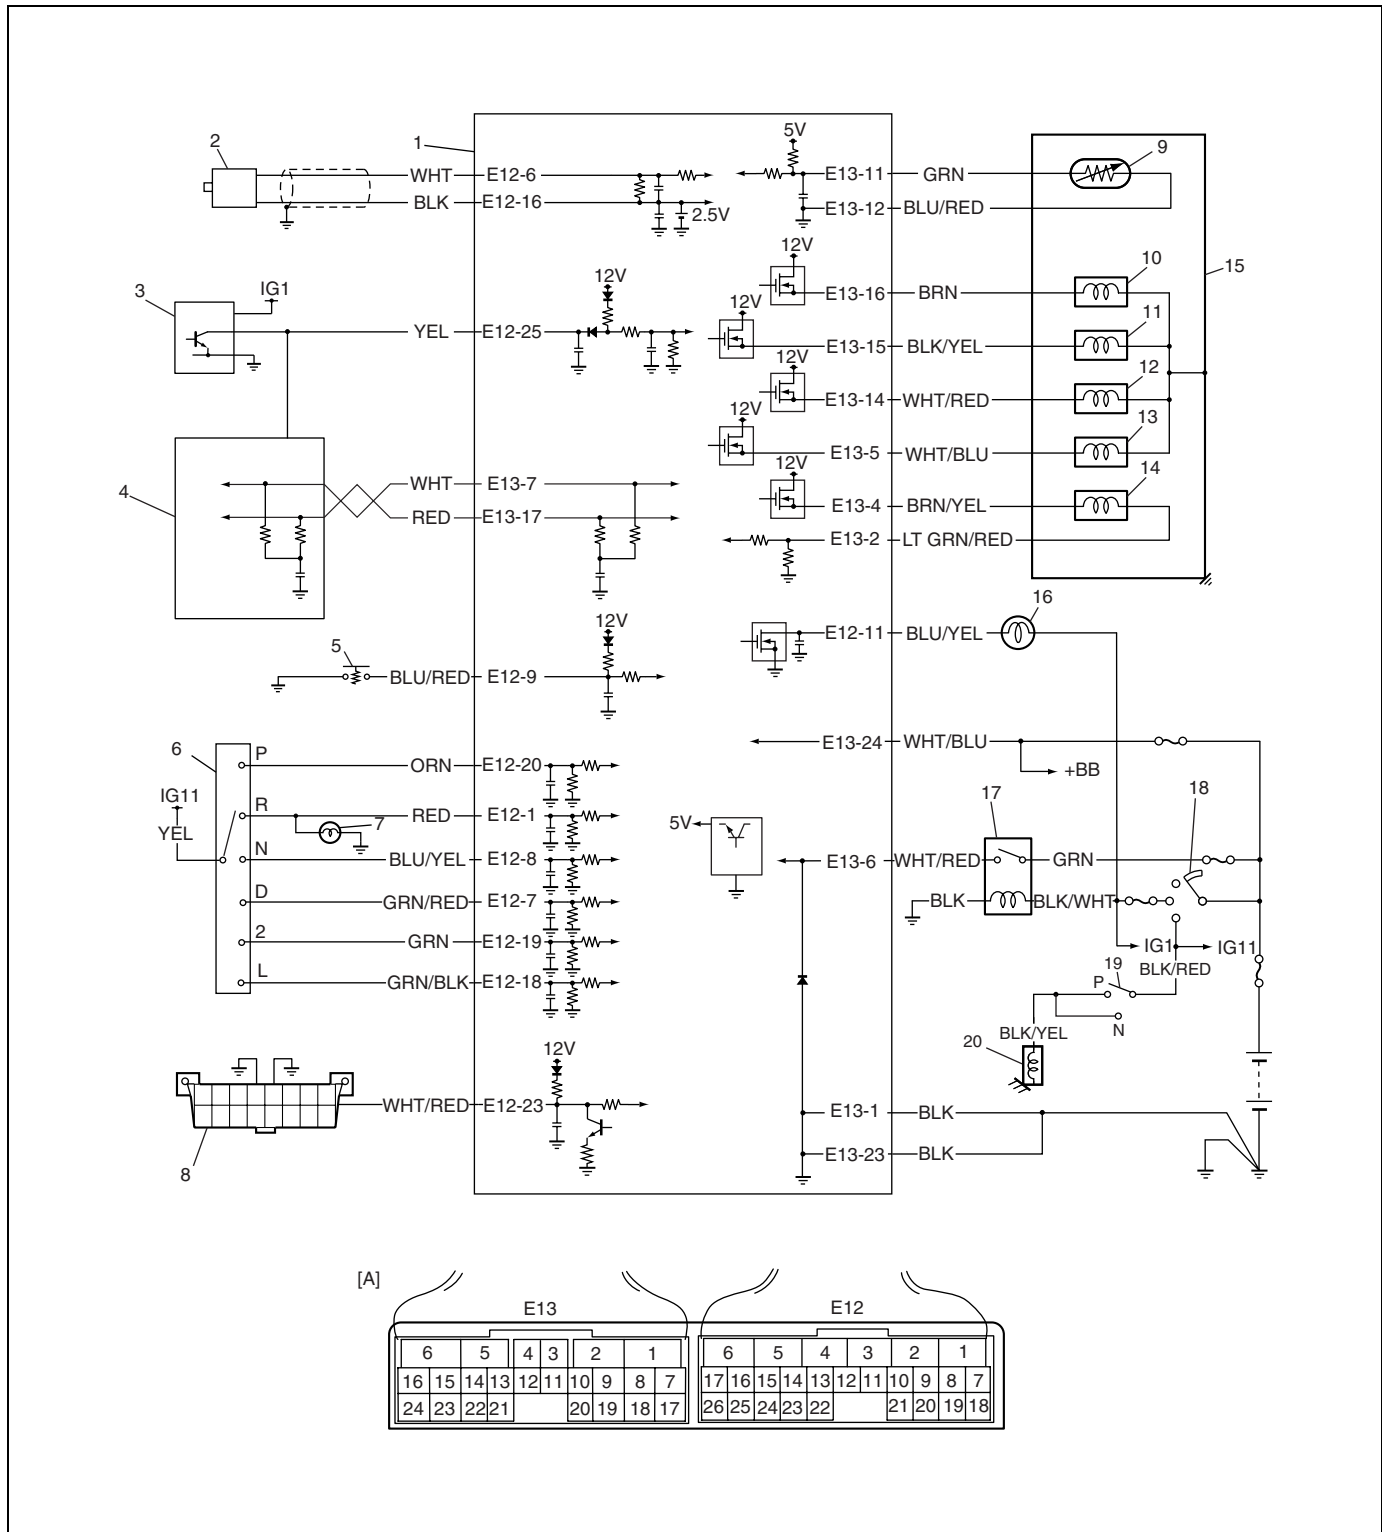 5V
2
1
9
WHT E12-6
E13-11 GRN
BLK E12-16
2.5V
E13-12 BLU/RED
12V
10
15
3
IG1
12V
E13-16 BRN
12V
11
YEL E12-25
E13-15 BLK/YEL
12V
12
E13-14 WHT/RED
12V
13
E13-5 WHT/BLU
12V
14
4
WHT E13-7
E13-4 BRN/YEL
RED E13-17
E13-2 LT GRN/RED
16
12V
E12-11 BLU/YEL
5
BLU/RED E12-9
6
P
E13-24 WHT/BLU
ORN E12-20
+BB
IG11
R
17
18
YEL
7
RED E12-1
5V
N
BLU/YEL E12-8
E13-6 WHT/RED
GRN
D
GRN/RED E12-7
BLK
BLK/WHT
2
GRN E12-19
IG1
IG11
L
19
BLK/RED
GRN/BLK E12-18
P
N
BLK/YEL
12V
20
WHT/RED E12-23
E13-1 BLK
8
E13-23 BLK
[A]
E13
E12
6 5 4 3 2 1
6 5 4 3 2 1
16 15 14 13 12 11 10 9 8 7
17 16 15 14 13 12 11 10 9 8 7
24 23 22 21 20 19 18 17
26 25 24 23 22 21 20 19 18